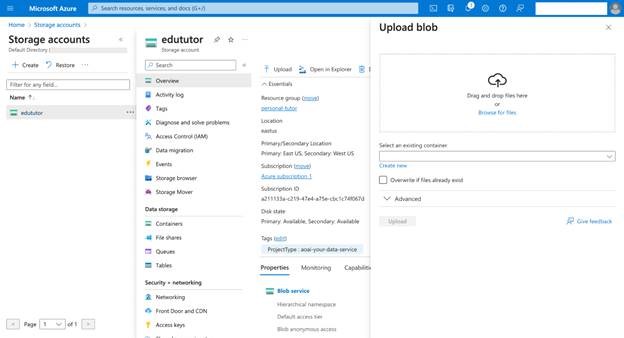 Microsoft Azure
Search resources, services, and docs (G+/)
Home > Storage accounts >
Storage accounts
Default Directory
+ Create
Restore
...
Filter for any field...
Name ↑
edututor
...
< Page 1 of 1 >
edututor
Storage account
Search
Overview
Activity log
Tags
Diagnose and solve problems
Access Control (IAM)
Data migration
Events
Storage browser
Storage Mover
Data storage
Containers
File shares
Queues
Tables
Security + networking
Networking
Front Door and CDN
Access keys
Upload
Open in Explorer
Essentials
Resource group (move)
personal-tutor
Location
eastus
Primary/Secondary Location
Primary: East US, Secondary: West US
Subscription (move)
Azure subscription 1
Subscription ID
a211133a-c219-47e4-a75e-cbc1c74f067d
Disk state
Primary: Available, Secondary: Available
Tags (edit)
ProjectType : aoai-your-data-service
Properties
Monitoring
Capabilities
Blob service
Hierarchical namespace
Default access tier
Blob anonymous access
Upload blob
Drag and drop files here
or
Browse for files
Select an existing container
Create new
Overwrite if files already exist
Advanced
Upload
Give feedback